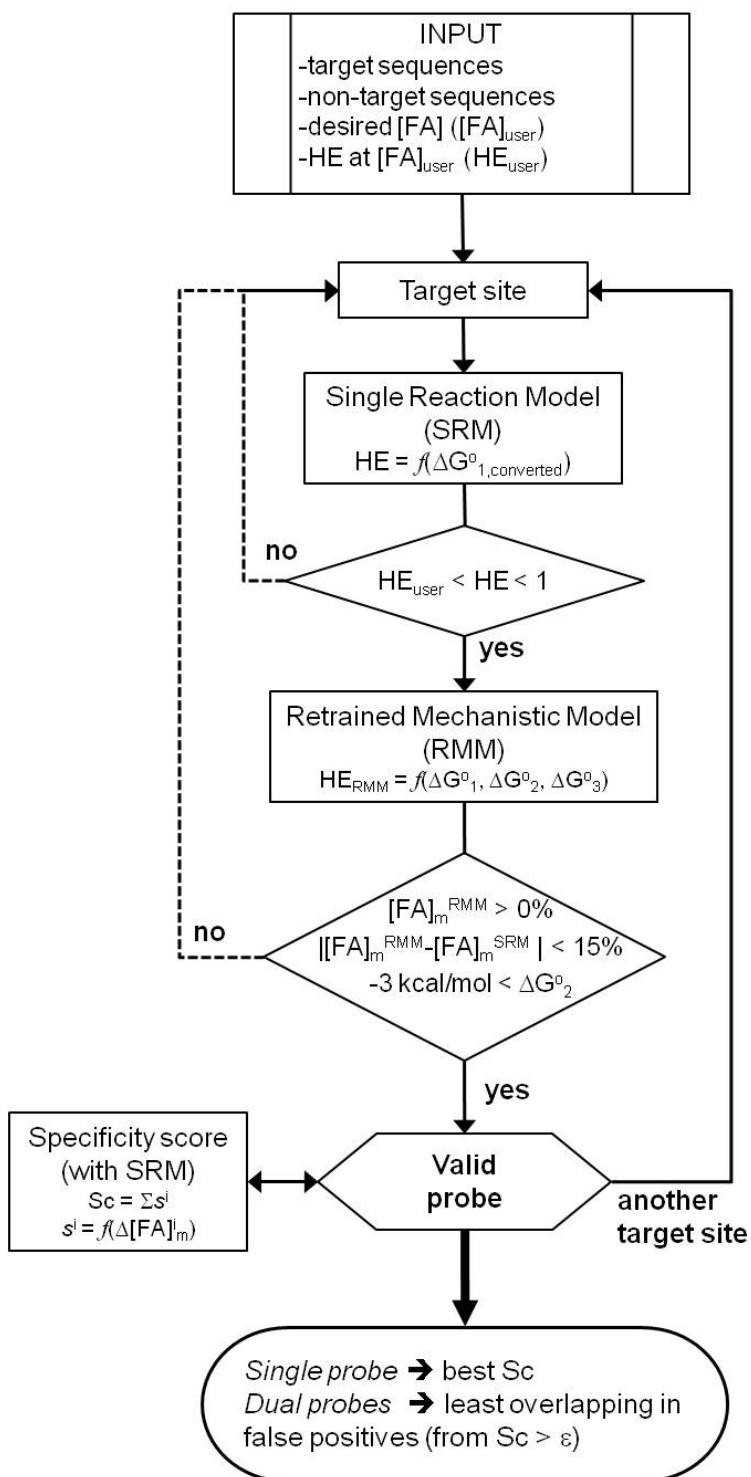 INPUT
-target sequences
-non-target sequences
-desired [FA] ([FA]user)
-HE at [FA]user (HEuser)
Target site
Single Reaction Model
(SRM)
HE = f(ΔG°1,converted)
no
HEuser < HE < 1
yes
Retrained Mechanistic Model
(RMM)
HERMM = f(ΔG°1, ΔG°2, ΔG°3)
[FA]mRMM > 0%
|[FA]mRMM-[FA]mSRM | < 15%
-3 kcal/mol < ΔG°2
no
yes
Specificity score
(with SRM)
Sc = Σsi
si = f(Δ[FA]im)
Valid
probe
another
target site
Single probe ➔ best Sc
Dual probes ➔ least overlapping in
false positives (from Sc > ε)